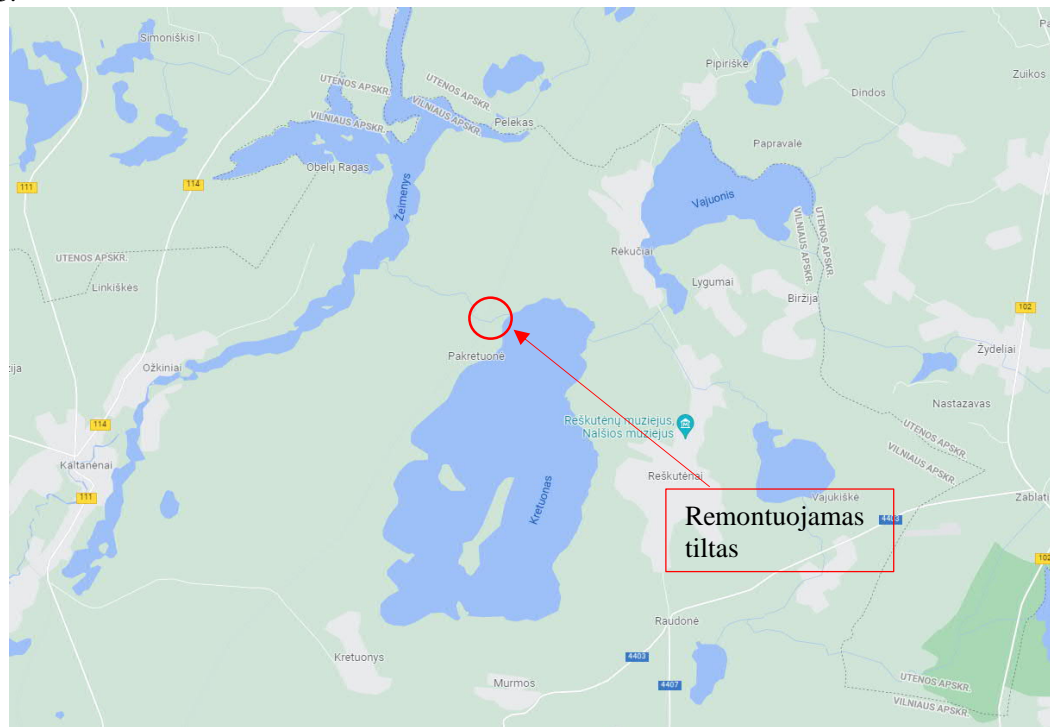 Simoniškis I
Pipiriškė
Zuikos
UTENOS APSKR.
UTENOS APSKR.
Dindos
VILNIAUS APSKR.
VILNIAUS APSKR.
Pelekas
Papravalė
Obelų Ragas
111
114
Žeimenys
Vajuonis
UTENOS APSKR.
VILNIAUS APSKR.
Rėkučiai
UTENOS APSKR.
Linkiškės
Lygumai
Biržija
102
Pakretuonė
Žydeliai
Ožkiniai
Nastazavas
114
Reškutėnų muziejus,
Nalšios muziejus
UTENOS APSKR.
VILNIAUS APSKR.
Kaltanėnai
Reškutėnai
Kretuonas
111
Vajukiškė
Remontuojamas
tiltas
4403
102
Raudonė
Kretuonys
4403
4407
Murmos
UTENOS APSKR.
VILNIAUS APSKR.